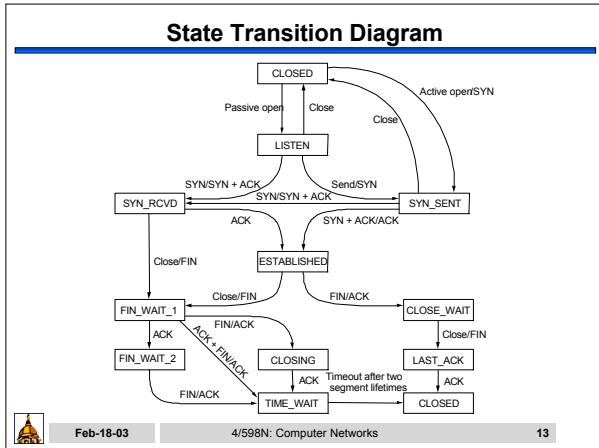 State Transition Diagram
CLOSED
Active open/SYN
Passive open
Close
Close
LISTEN
SYN/SYN + ACK
Send/SYN
SYN/SYN + ACK
SYN_RCVD
SYN_SENT
ACK
SYN + ACK/ACK
Close/FIN
ESTABLISHED
Close/FIN
FIN/ACK
FIN_WAIT_1
CLOSE_WAIT
FIN/ACK
ACK
ACK + FIN/ACK
Close/FIN
FIN_WAIT_2
CLOSING
LAST_ACK
ACK
Timeout after two
segment lifetimes
ACK
FIN/ACK
TIME_WAIT
CLOSED
Feb-18-03
4/598N: Computer Networks
13